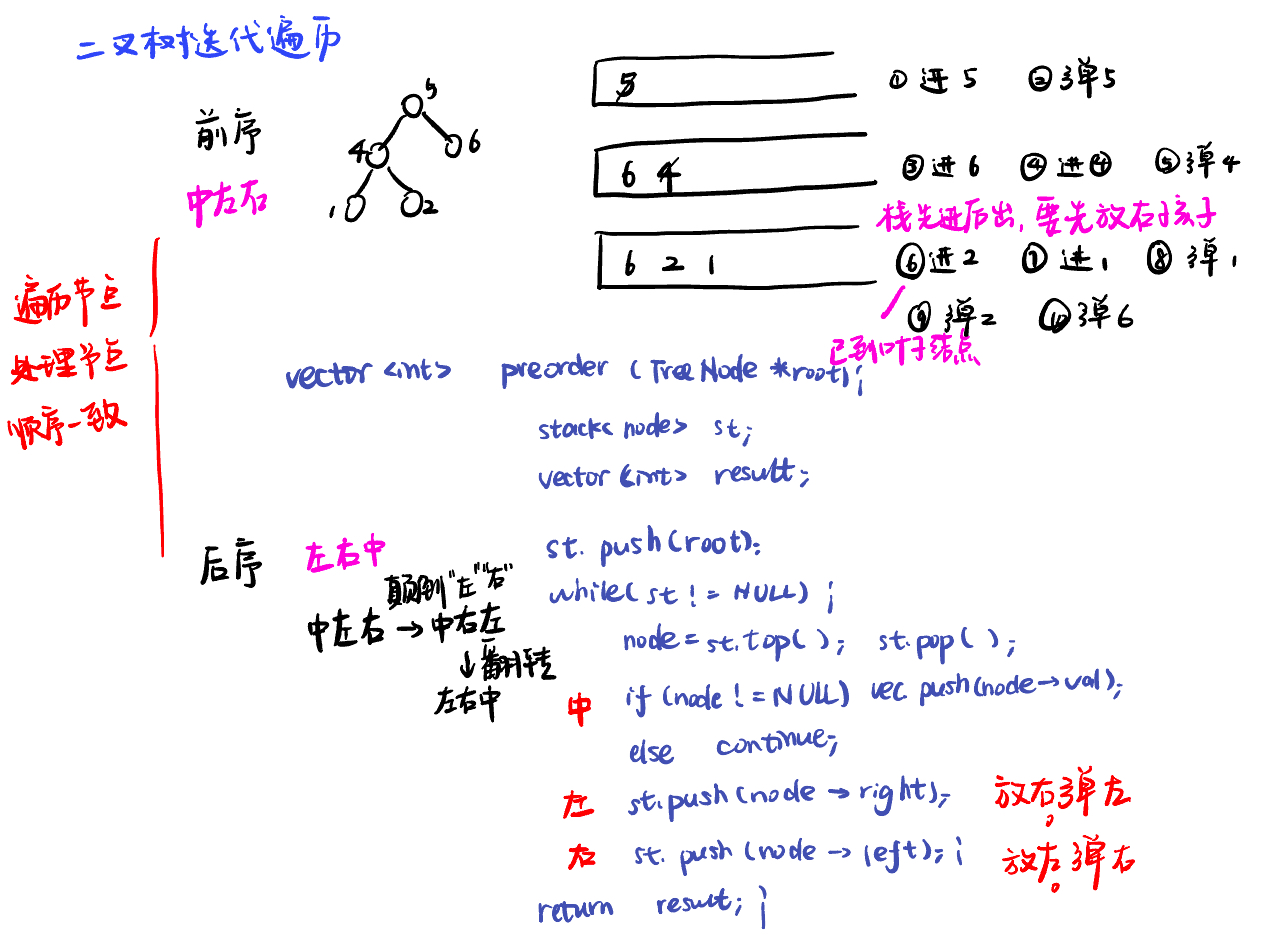 二叉树迭代遍历
前序
中左右
5
4 6
1 2
5
① 进 5 ② 弹 5
6 4
③ 进 6 ④ 进 ④ ⑤ 弹 4
栈先进后出, 要先放右孩子
6 2 1
⑥ 进 2 ⑦ 进 1 ⑧ 弹 1
⑨ 弹 2 ⑩ 弹 6
已到叶子结点
遍历节点
处理节点
顺序一致
vector <int> preorder (TreeNode *root);
stack< node> st;
vector <int> result;
st. push(root);
while( st != NULL) {
node = st.top( ); st.pop( );
中 if (node != NULL) vec push(node→val);
else continue;
左 st.push(node → right); 放右, 弹左
右 st. push (node → left); } 放左。弹右
return result; }
后序 左右中
颠倒"左""右"
中左右 → 中右左
↓ 翻转
左右中